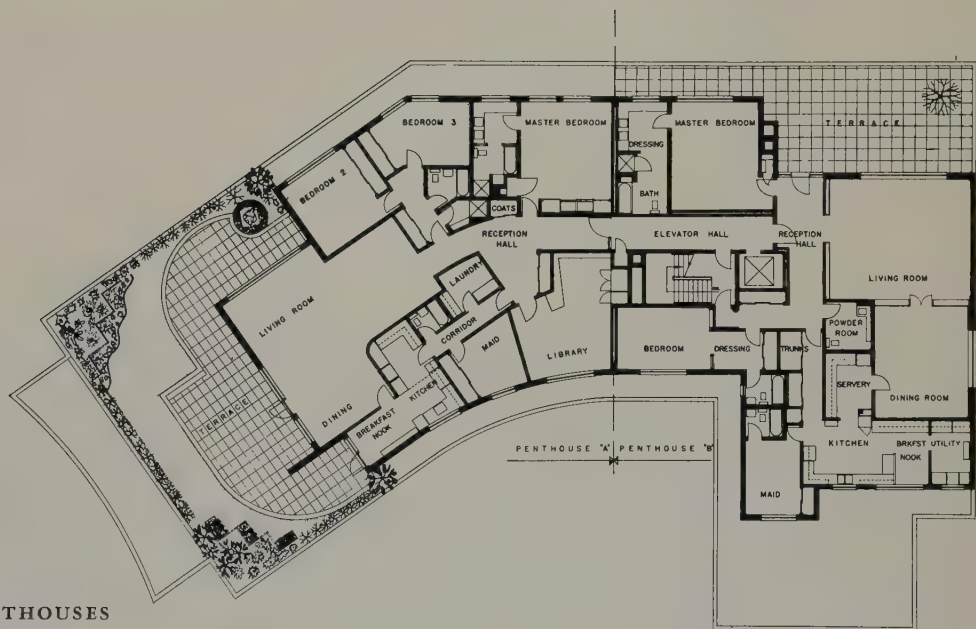 BEDROOM 3
MASTER BEDROOM
DRESSING
MASTER BEDROOM
TERRACE
BEDROOM 2
BATH
COATS
RECEPTION
HALL
ELEVATOR HALL
RECEPTION
HALL
LAUNDRY
LIVING ROOM
LIVING ROOM
CORRIDOR
MAID
LIBRARY
BEDROOM
DRESSING
TRUNKS
POWDER
ROOM
SERVERY
DINING ROOM
KITCHEN
DINING
BREAKFAST
NOOK
TERRACE
KITCHEN
BRKFST
NOOK
UTILITY
MAID
PENTHOUSE "A" PENTHOUSE "B"
THOUSES